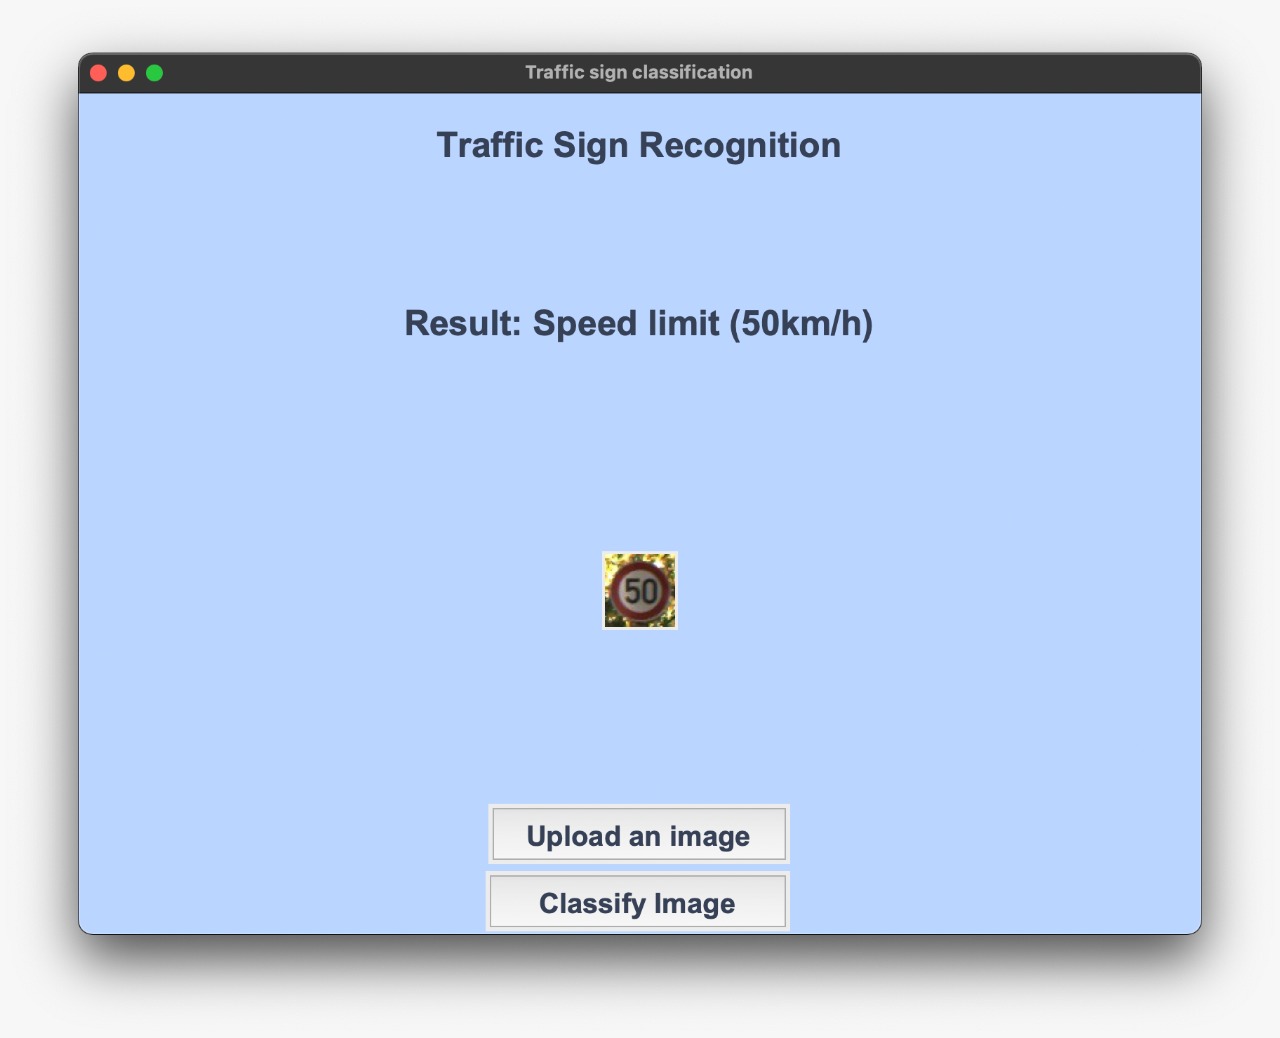 Traffic sign classification
Traffic Sign Recognition
Result: Speed limit (50km/h)
50
Upload an image
Classify Image